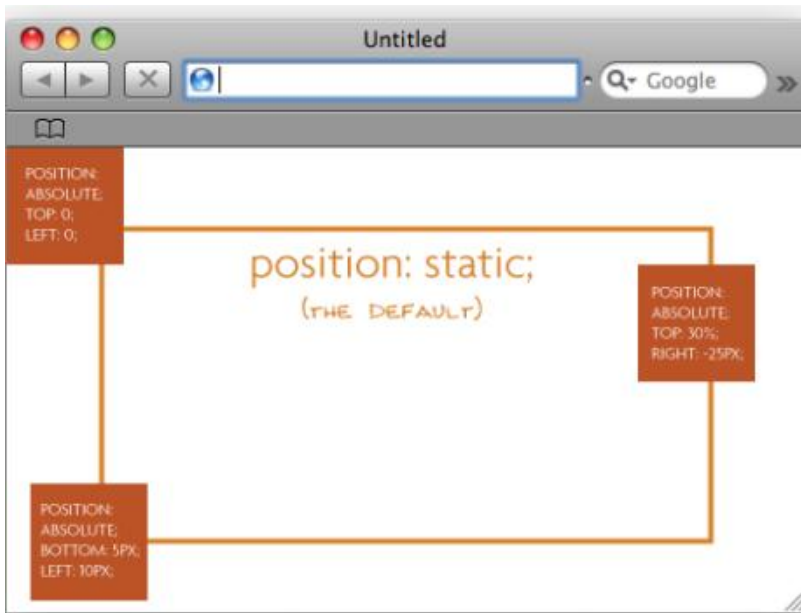 Untitled
Google
POSITION:
ABSOLUTE;
TOP: 0;
LEFT: 0;
position: static;
(THE DEFAULT)
POSITION:
ABSOLUTE;
TOP: 30%;
RIGHT: -25PX;
POSITION:
ABSOLUTE;
BOTTOM: 5PX;
LEFT: 10PX;